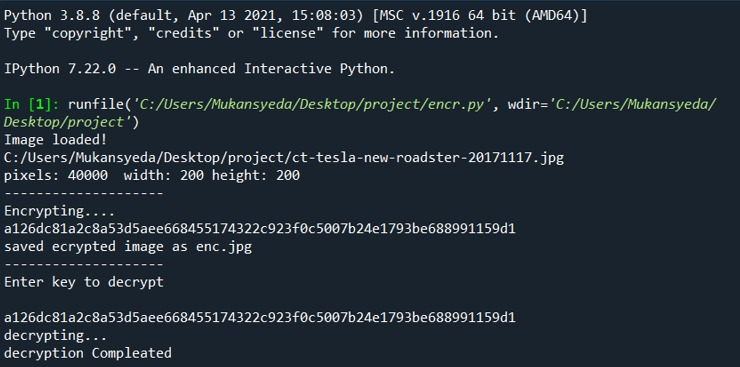 Python 3.8.8 (default, Apr 13 2021, 15:08:03) [MSC v.1916 64 bit (AMD64)]
Type "copyright", "credits" or "license" for more information.
IPython 7.22.0 -- An enhanced Interactive Python.
In [1]: runfile('C:/Users/Mukansyeda/Desktop/project/encr.py', wdir='C:/Users/Mukansyeda/
Desktop/project')
Image loaded!
C:/Users/Mukansyeda/Desktop/project/ct-tesla-new-roadster-20171117.jpg
pixels: 40000  width: 200 height: 200
--------------------
Encrypting....
a126dc81a2c8a53d5aee668455174322c923f0c5007b24e1793be688991159d1
saved ecrypted image as enc.jpg
--------------------
Enter key to decrypt
a126dc81a2c8a53d5aee668455174322c923f0c5007b24e1793be688991159d1
decrypting...
decryption Compleated